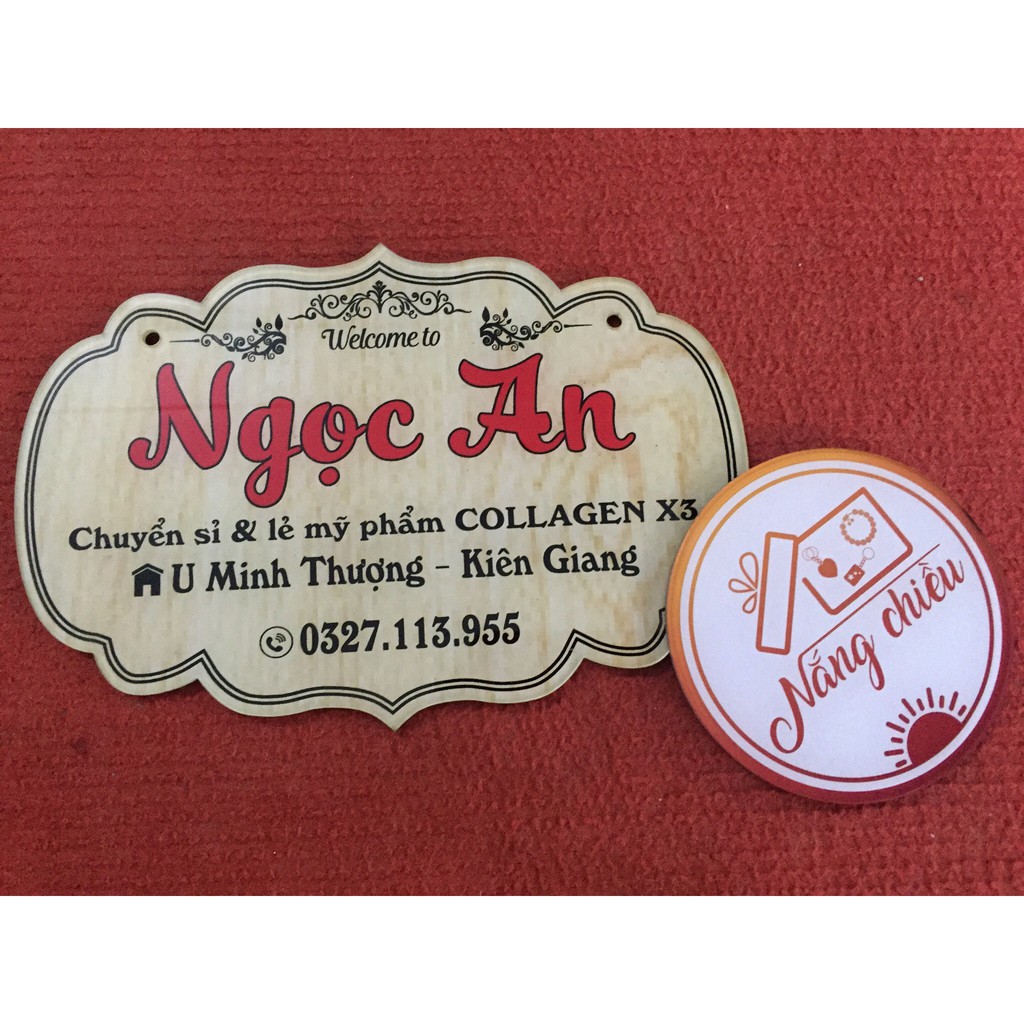 Welcome to
Ngọc An
Chuyển sỉ & lẻ mỹ phẩm COLLAGEN X3
U Minh Thượng - Kiên Giang
0327.113.955
Nắng chiều